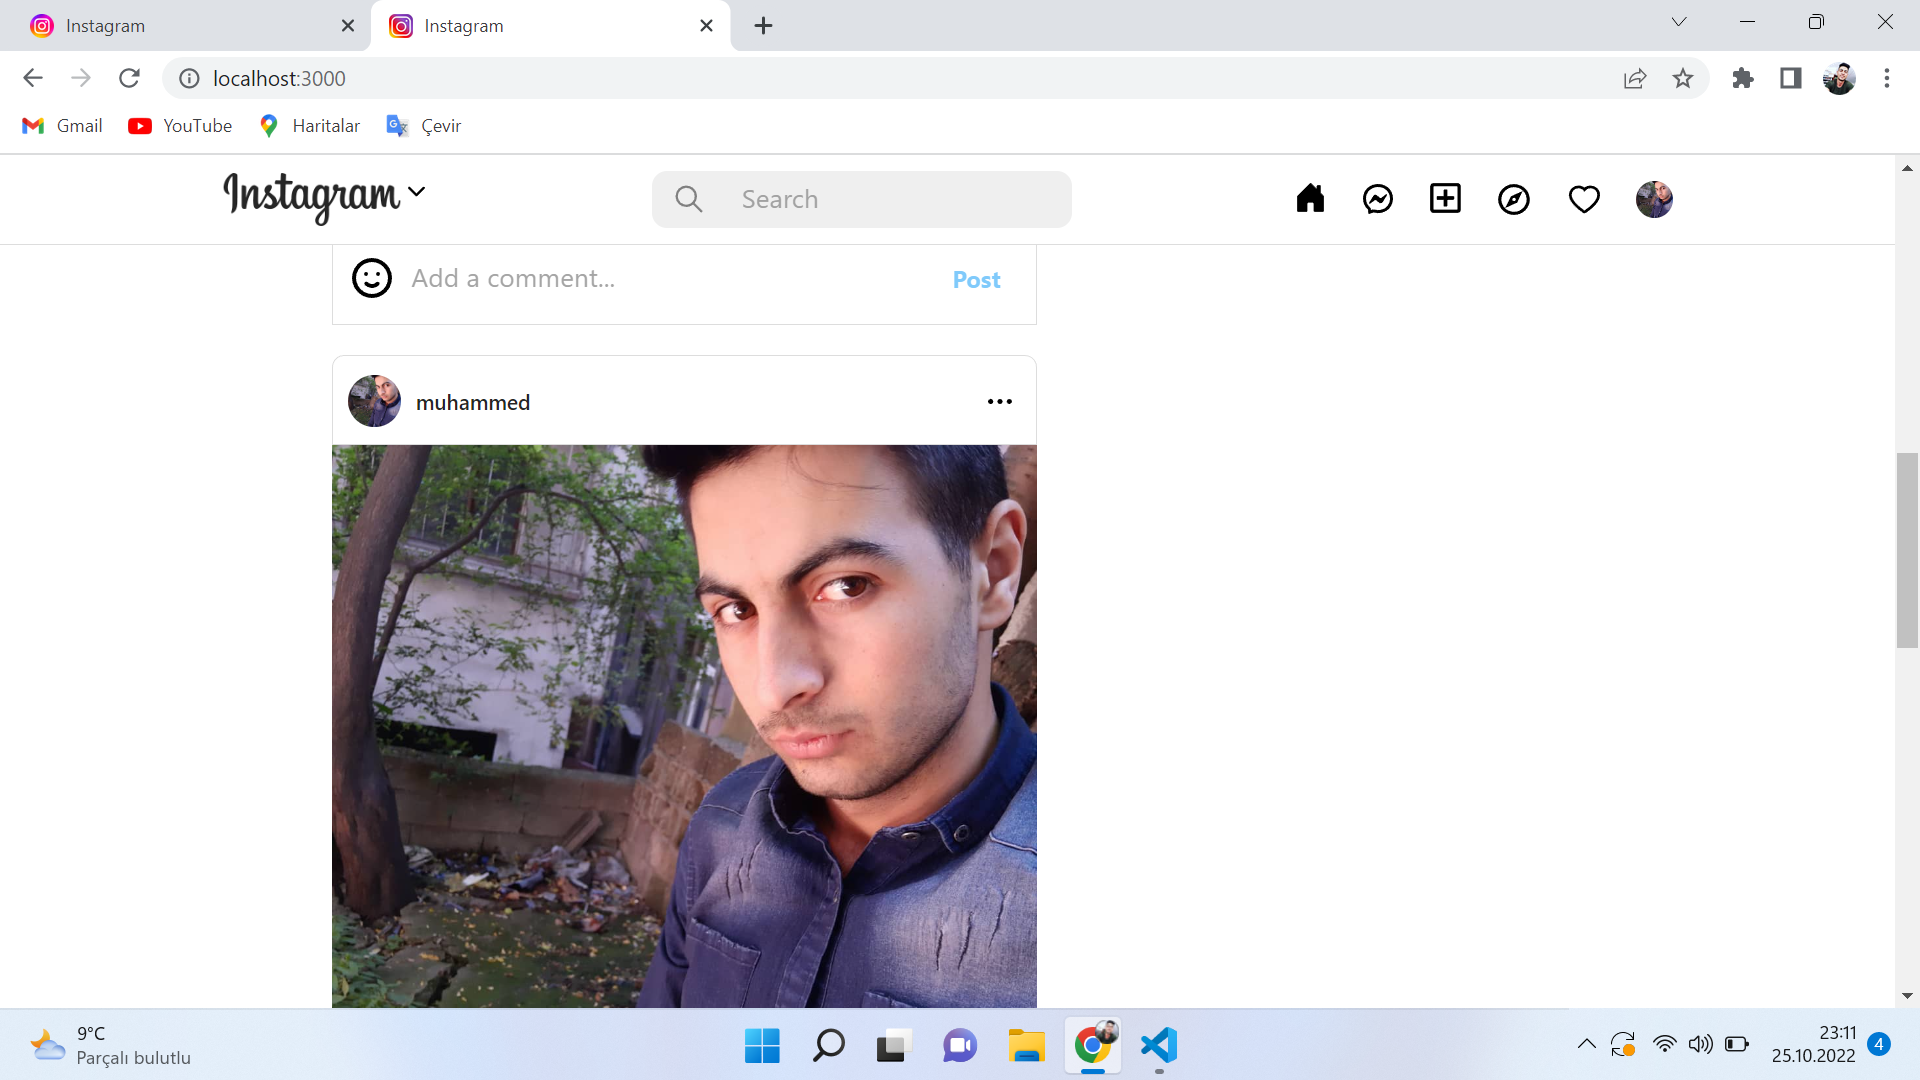 Instagram
Instagram
localhost:3000
Gmail
YouTube
Haritalar
Çevir
Instagram
Search
Add a comment...
Post
muhammed
9°C
Parçalı bulutlu
23:11
25.10.2022
4